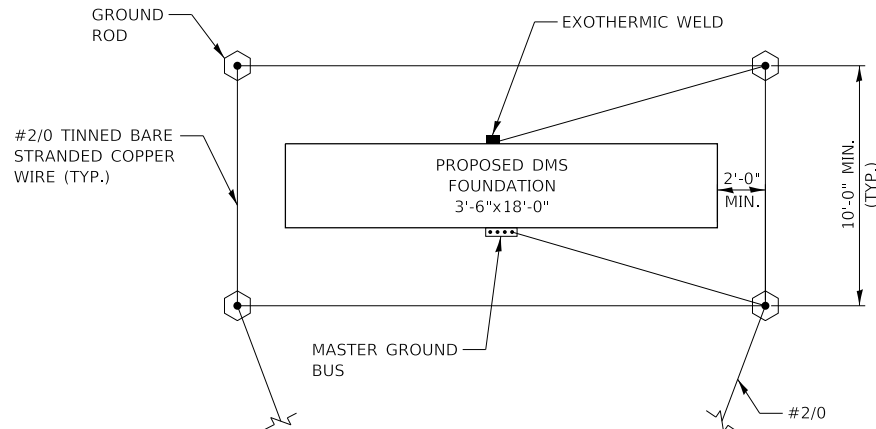 GROUND
ROD
EXOTHERMIC WELD
#2/0 TINNED BARE
STRANDED COPPER
WIRE (TYP.)
PROPOSED DMS
FOUNDATION
3'-6"x18'-0"
2'-0"
MIN.
10'-0" MIN.
(TYP.)
MASTER GROUND
BUS
#2/0